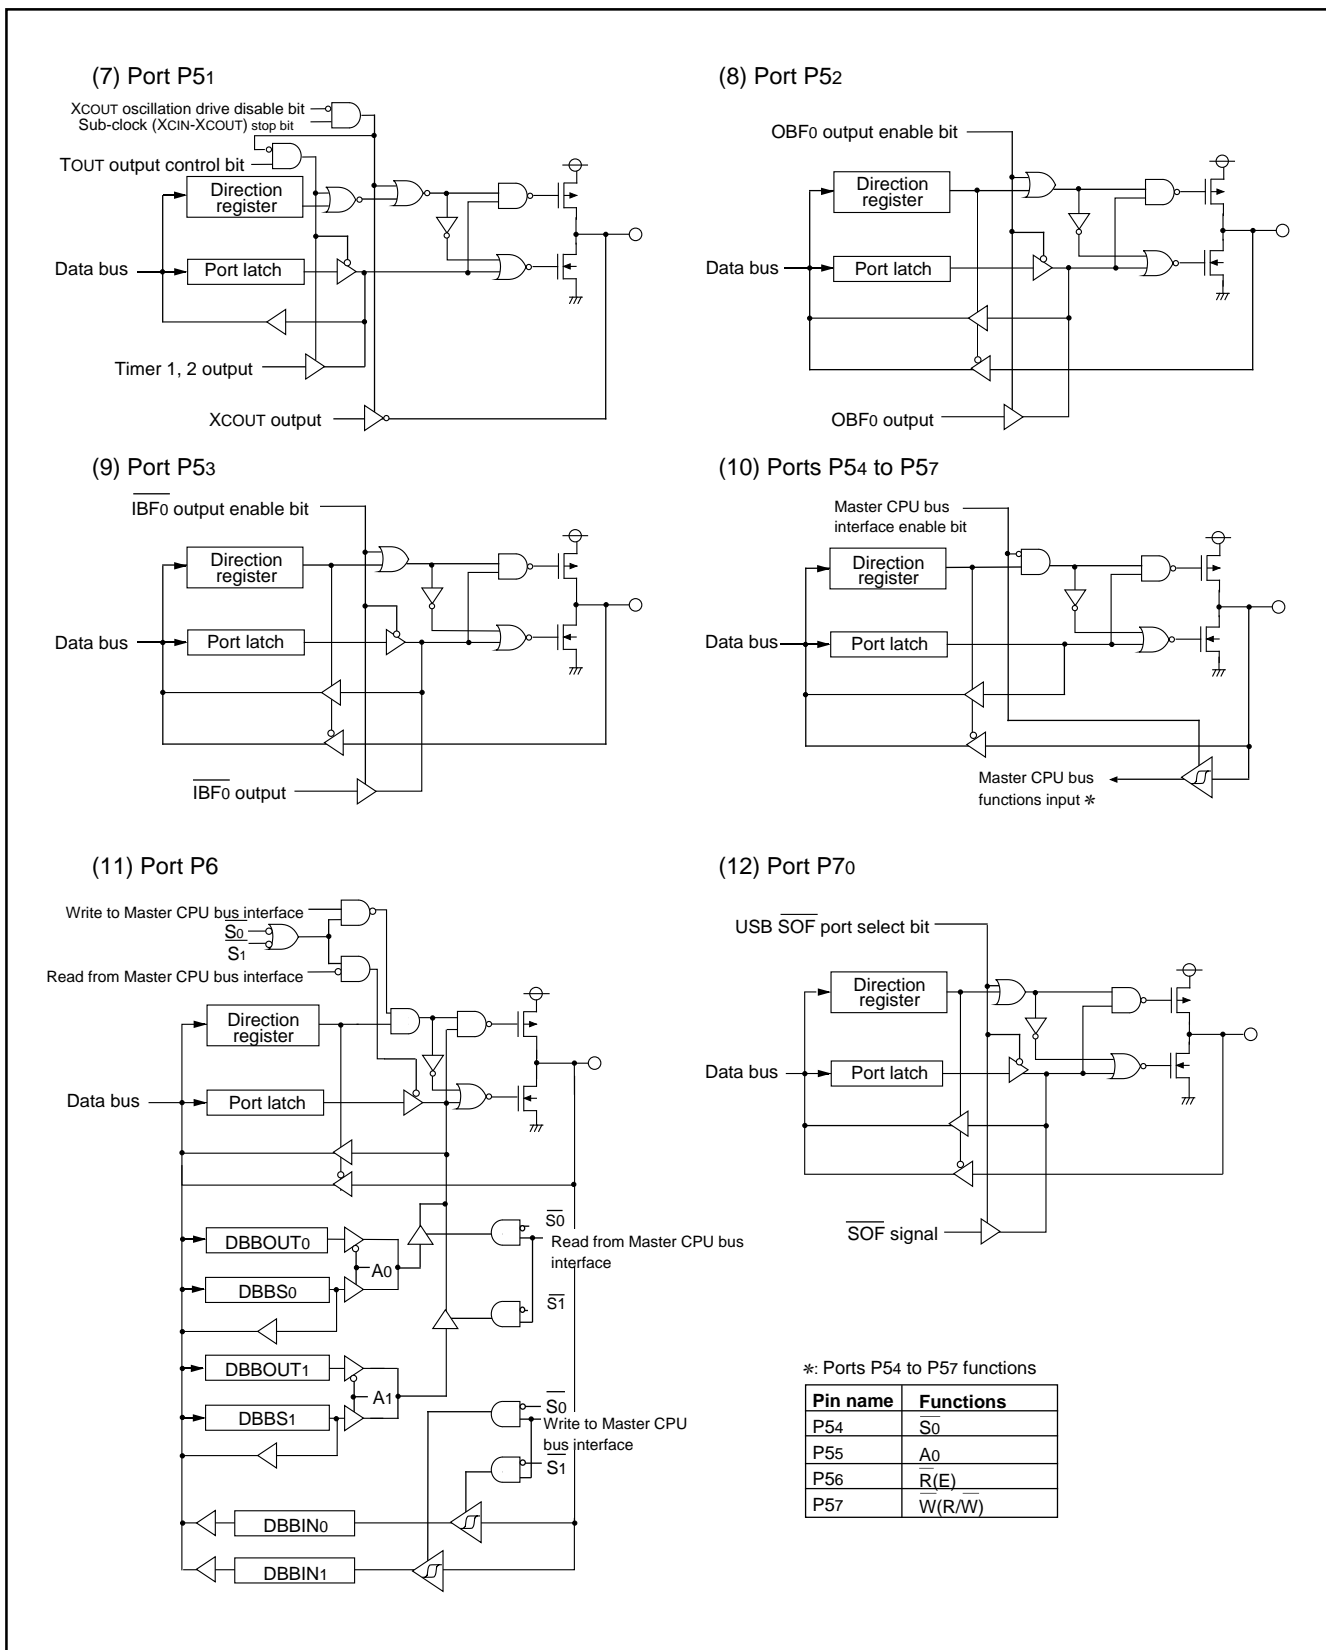 (7) Port P51
XCOUT oscillation drive disable bit
Sub-clock (XCIN-XCOUT) stop bit
TOUT output control bit
Direction
register
Data bus
Port latch
Timer 1, 2 output
XCOUT output
(8) Port P52
OBF0 output enable bit
Direction
register
Data bus
Port latch
OBF0 output
(9) Port P53
IBF0 output enable bit
Direction
register
Data bus
Port latch
IBF0 output
(10) Ports P54 to P57
Master CPU bus
interface enable bit
Direction
register
Data bus
Port latch
Master CPU bus
functions input *
(11) Port P6
Write to Master CPU bus interface
S0
S1
Read from Master CPU bus interface
Direction
register
Data bus
Port latch
DBBOUT0
A0
DBBS0
S0
Read from Master CPU bus
interface
S1
DBBOUT1
A1
DBBS1
S0
Write to Master CPU
bus interface
S1
DBBIN0
DBBIN1
(12) Port P70
USB SOF port select bit
Direction
register
Data bus
Port latch
SOF signal
*: Ports P54 to P57 functions
Pin name Functions
P54 S0
P55 A0
P56 R(E)
P57 W(R/W)